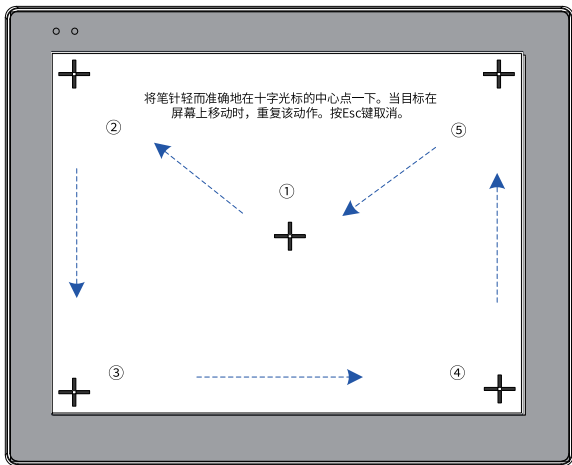 将笔针轻而准确地在十字光标的中心点一下。当目标在
屏幕上移动时，重复该动作。按Esc键取消。
②
⑤
①
③
④